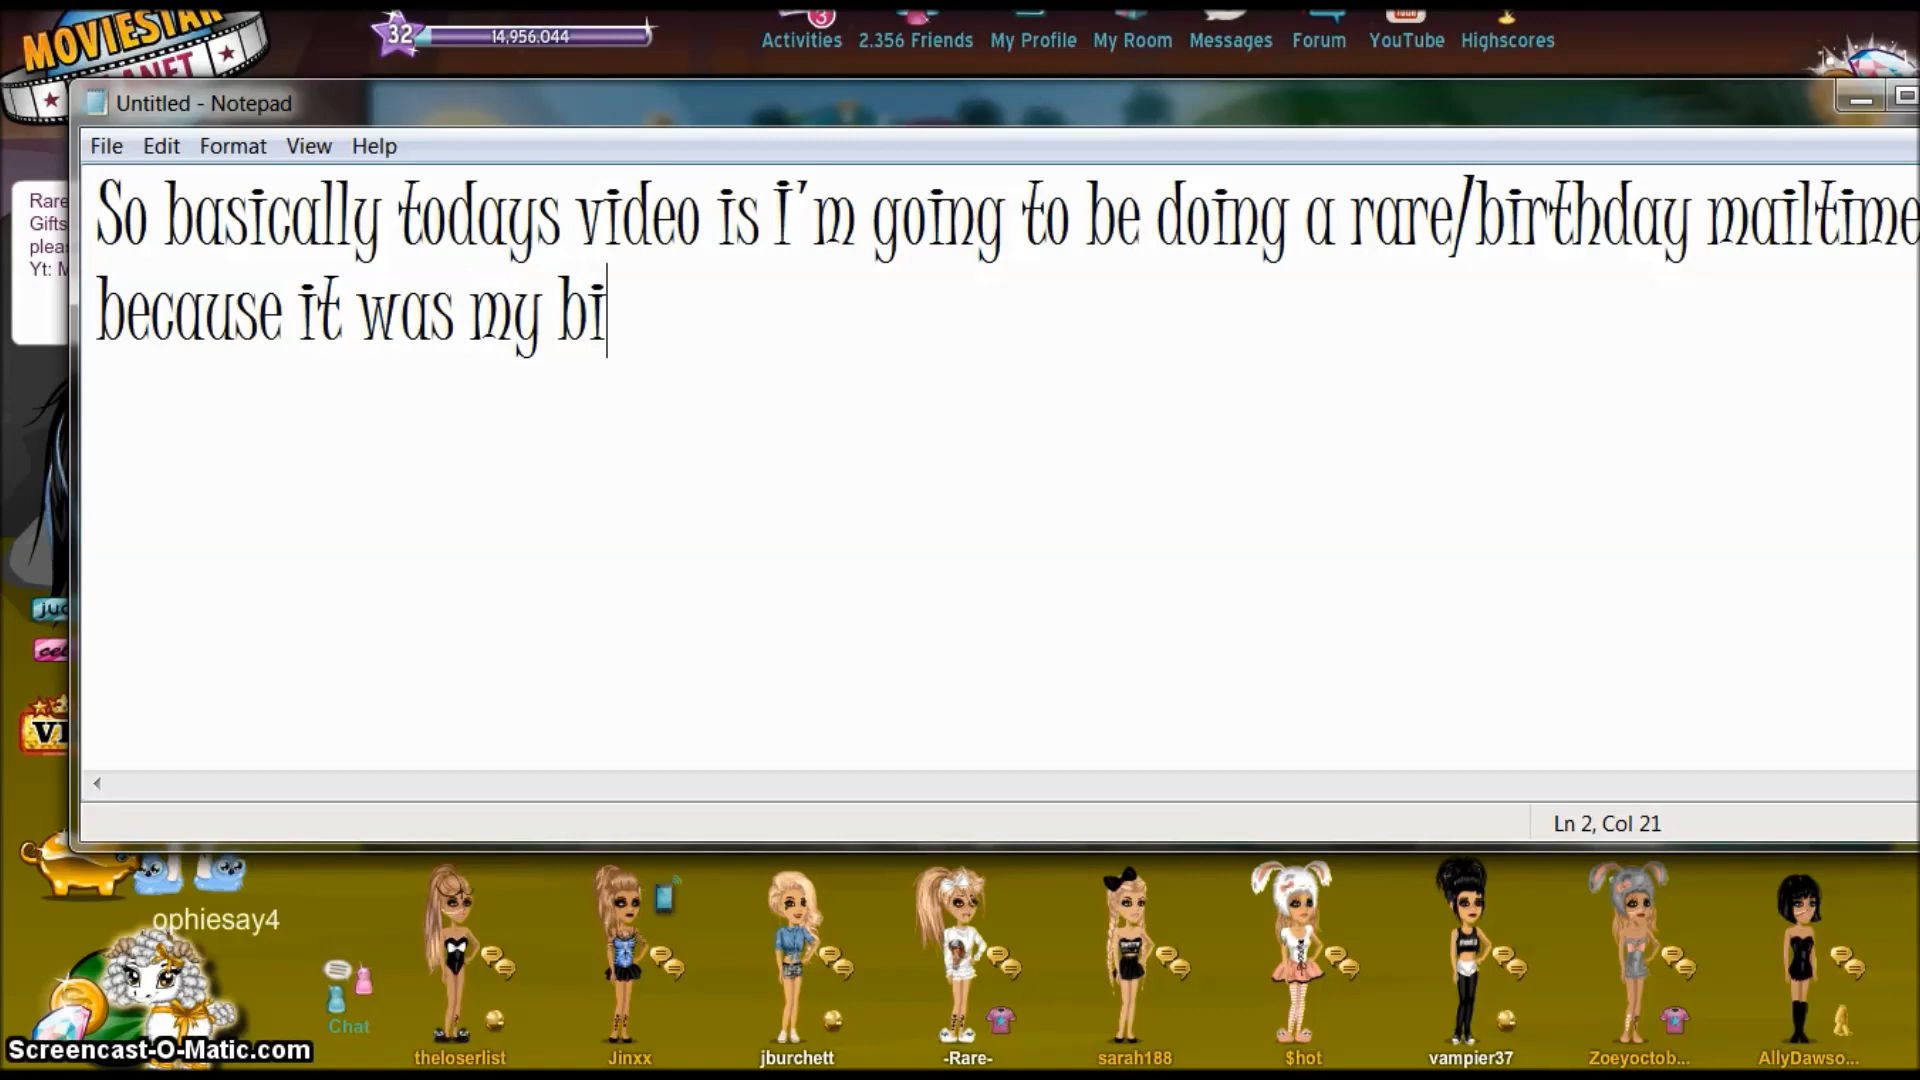 MOVIESTAR
PLANET
32
14,956,044
3
Activities
2.356 Friends
My Profile
My Room
Messages
Forum
YouTube
Highscores
Untitled - Notepad
File Edit Format View Help
Rare
Gifts
pleas
Yt: M
So basically todays video is I'm going to be doing a rare/birthday mailtime
because it was my bi
Ln 2, Col 21
ophiesay4
Chat
theloserlist
Jinxx
jburchett
-Rare-
sarah188
$hot
vampier37
Zoeyoctob...
AllyDawso...
Screencast-O-Matic.com